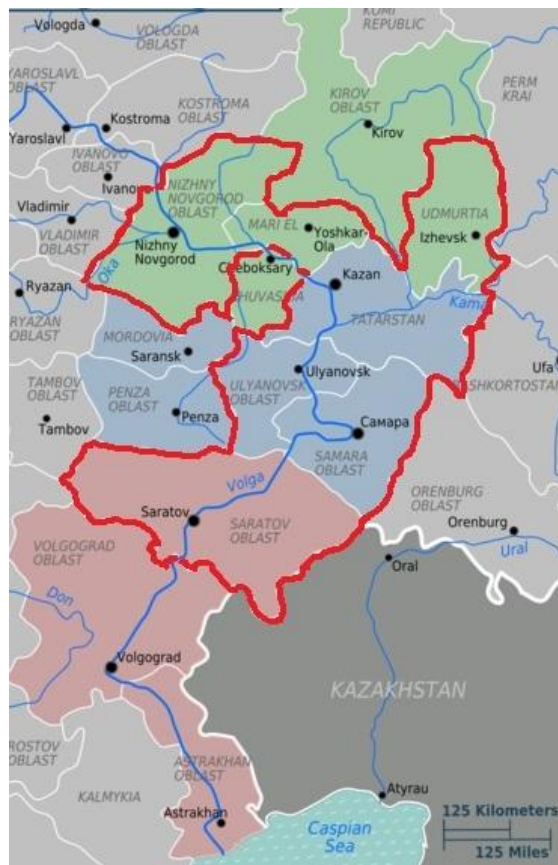 Vologda
VOLOGDA
OBLAST
KOMI
REPUBLIC
YAROSLAVL
OBLAST
KOSTROMA
OBLAST
KIROV
OBLAST
PERM
KRAI
Kostroma
Yaroslavl
Kirov
IVANOVO
OBLAST
Ivano
NIZHNY
NOVGOROD
OBLAST
Vladimir
VLADIMIR
OBLAST
MARI EL
Yoshkar-
Ola
UDMURTIA
Izhevsk
Nizhny
Novgorod
Oka
Cheboksary
CHUVASHIA
Kazan
Ryazan
RYAZAN
OBLAST
MORDOVIA
Saransk
TATARSTAN
Kama
Ufa
BASHKORTOSTAN
TAMBOV
OBLAST
Tambov
PENZA
OBLAST
Penza
ULYANOVSK
OBLAST
Ulyanovsk
Самара
SAMARA
OBLAST
Volga
ORENBURG
OBLAST
Orenburg
Ural
Saratov
SARATOV
OBLAST
VOLGOGRAD
OBLAST
Oral
Don
Volgograd
KAZAKHSTAN
ROSTOV
OBLAST
KALMYKIA
ASTRAKHAN
OBLAST
Astrakhan
Atyrau
Caspian
Sea
125 Kilometers
125 Miles